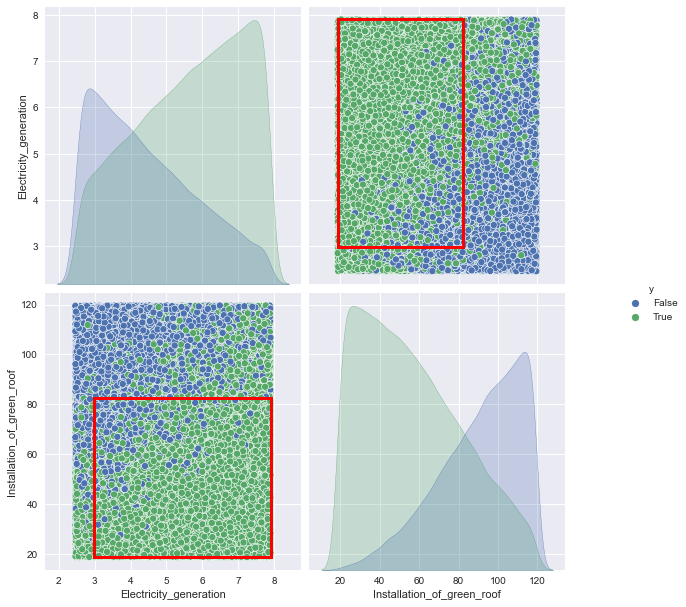 8
7
6
5
4
3
Electricity_generation
y
False
True
120
100
80
60
40
20
Installation_of_green_roof
2 3 4 5 6 7 8
20 40 60 80 100 120
Electricity_generation
Installation_of_green_roof